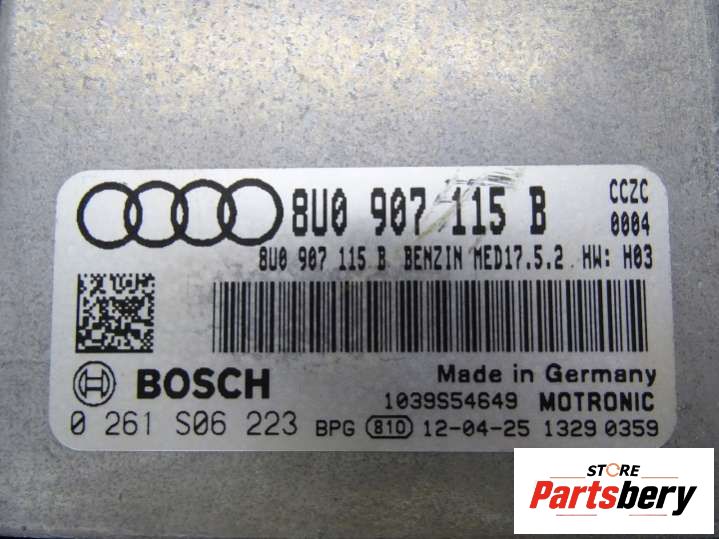 8U0 907 115 B CCZC
0004
8U0 907 115 B BENZIN MED17.5.2 HW: H03
BOSCH Made in Germany
1039S54649 MOTRONIC
0 261 S06 223 BPG 810 12-04-25 1329 0359
STORE
Partsbery